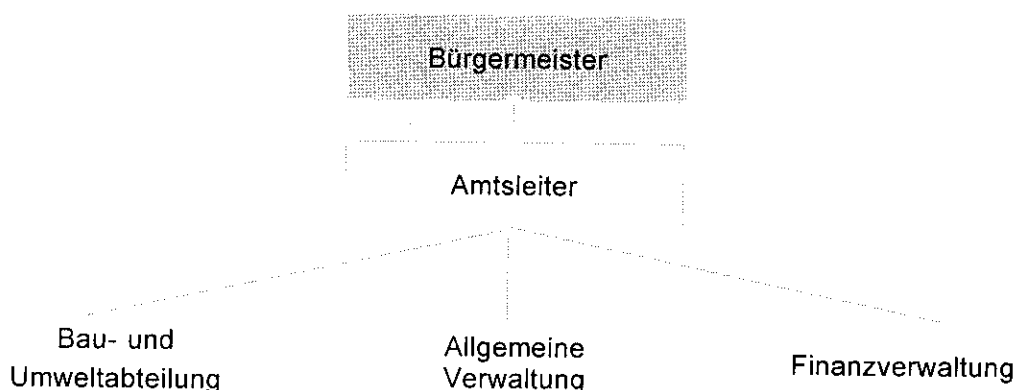 Bürgermeister
Amtsleiter
Bau- und
Umweltabteilung
Allgemeine
Verwaltung
Finanzverwaltung